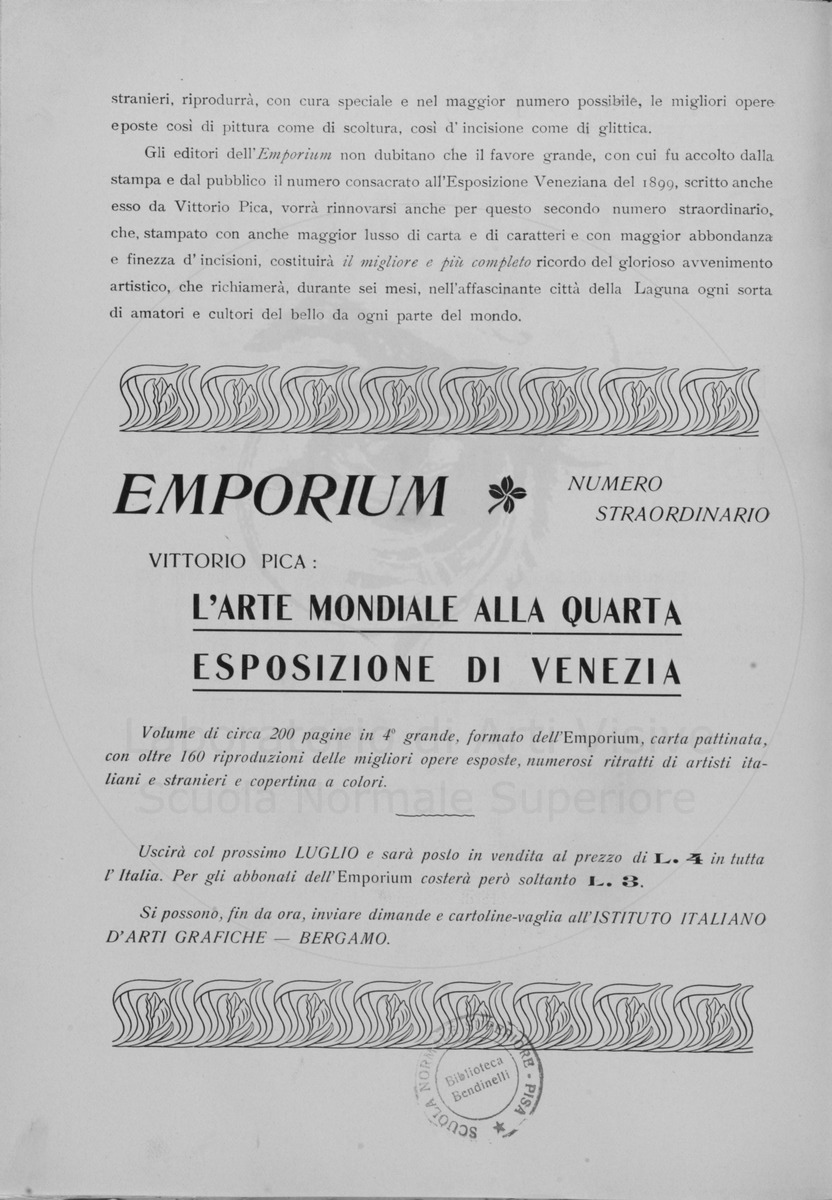 stranieri, riprodurrà, con cura speciale e nel maggior numero possibile, le migliori opere
eposte così di pittura come di scoltura, così d'incisione come di glittica.
Gli editori dell'Emporium non dubitano che il favore grande, con cui fu accolto dalla
stampa e dal pubblico il numero consacrato all'Esposizione Veneziana del 1899, scritto anche
esso da Vittorio Pica, vorrà rinnovarsi anche per questo secondo numero straordinario,
che, stampato con anche maggior lusso di carta e di caratteri e con maggior abbondanza
e finezza d'incisioni, costituirà il migliore e più completo ricordo del glorioso avvenimento
artistico, che richiamerà, durante sei mesi, nell'affascinante città della Laguna ogni sorta
di amatori e cultori del bello da ogni parte del mondo.
EMPORIUM
NUMERO
STRAORDINARIO
VITTORIO PICA:
L'ARTE MONDIALE ALLA QUARTA
ESPOSIZIONE DI VENEZIA
Volume di circa 200 pagine in 4° grande, formato dell'Emporium, carta pattinata,
con oltre 160 riproduzioni delle migliori opere esposte, numerosi ritratti di artisti ita-
liani e stranieri e copertina a colori.
Laboratorio di Arti Visive
Scuola Normale Superiore
Uscirà col prossimo LUGLIO e sarà posto in vendita al prezzo di L. 4 in tutta
l'Italia. Per gli abbonati dell'Emporium costerà però soltanto L. 3.
Si possono, fin da ora, inviare dimande e cartoline-vaglia all'ISTITUTO ITALIANO
D'ARTI GRAFICHE — BERGAMO.
SCUOLA NORMALE SUPERIORE - PISA
Biblioteca
Bendinelli